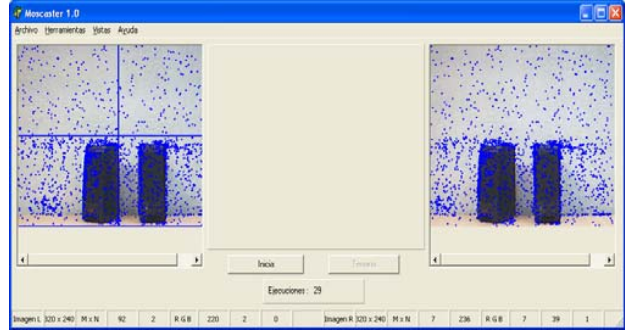 Moscaster 1.0
Archivo Herramientas Vistas Ayuda
Inicia
Ejecuciones : 29
Imagen L 320 x 240 M x N 92 2 R G B 220 2 0 Imagen R 320 x 240 M x N 7 236 R G B 7 39 1